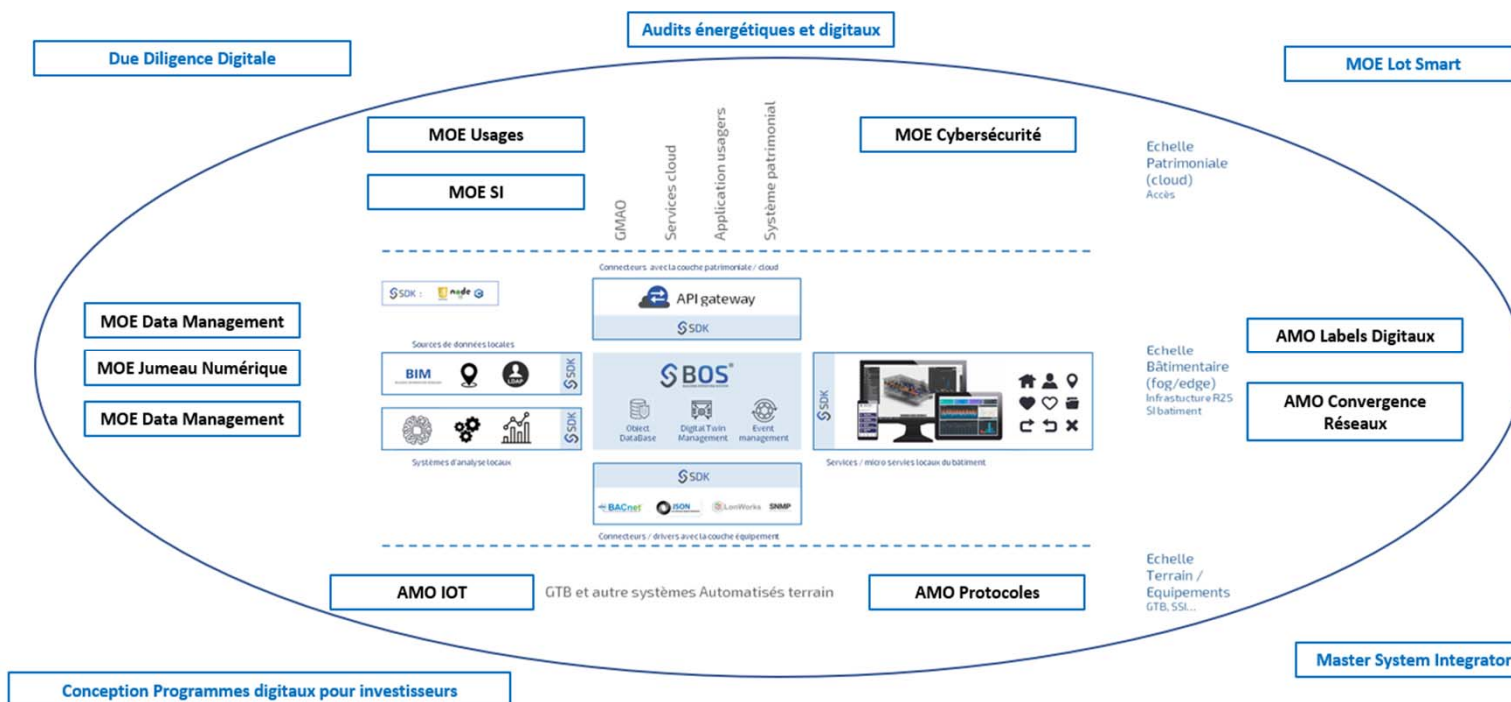 Audits énergétiques et digitaux
Due Diligence Digitale
MOE Lot Smart
MOE Usages
MOE SI
GMAO
Services cloud
Application usagers
Système patrimonial
MOE Cybersécurité
Echelle
Patrimoniale
(cloud)
Accès
Connecteurs avec la couche patrimoniale / cloud
SDK :
node
API gateway
SDK
MOE Data Management
MOE Jumeau Numérique
MOE Data Management
Sources de données locales
BIM
LDAP
SDK
SDK
Systèmes d'analyse locaux
BOS®
Object
DataBase
Digital Twin
Management
Event
management
SDK
Services / micro servies locaux du bâtiment
Echelle
Bâtimentaire
(fog/edge)
Infrastucture R2S
SI batiment
AMO Labels Digitaux
AMO Convergence
Réseaux
SDK
BACnet
JSON
LonWorks
SNMP
Connecteurs / drivers avec la couche équipement
AMO IOT
GTB et autre systèmes Automatisés terrain
AMO Protocoles
Echelle
Terrain /
Equipements
GTB, SSI...
Master System Integrator
Conception Programmes digitaux pour investisseurs